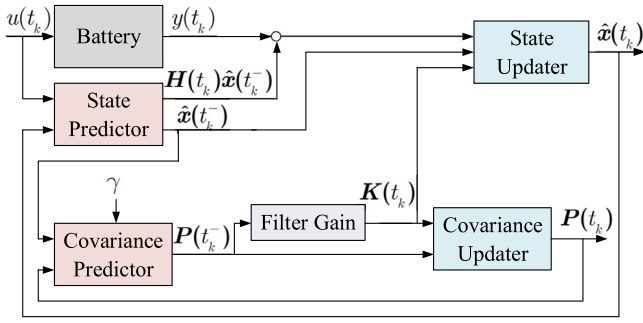 u(t_k)
Battery
y(t_k)
State
Updater
x̂(t_k)
H(t_k)x̂(t_k^-)
State
Predictor
x̂(t_k^-)
γ
K(t_k)
Covariance
Predictor
P(t_k^-)
Filter Gain
Covariance
Updater
P(t_k)